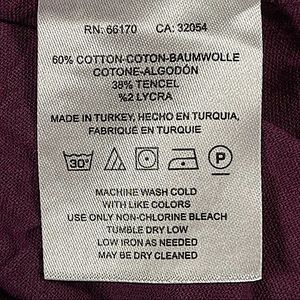 RN: 66170 CA: 32054
60% COTTON-COTON-BAUMWOLLE
COTONE-ALGODÓN
38% TENCEL
%2 LYCRA
MADE IN TURKEY, HECHO EN TURQUIA,
FABRIQUÉ EN TURQUIE
30° P
MACHINE WASH COLD
WITH LIKE COLORS
USE ONLY NON-CHLORINE BLEACH
TUMBLE DRY LOW
LOW IRON AS NEEDED
MAY BE DRY CLEANED